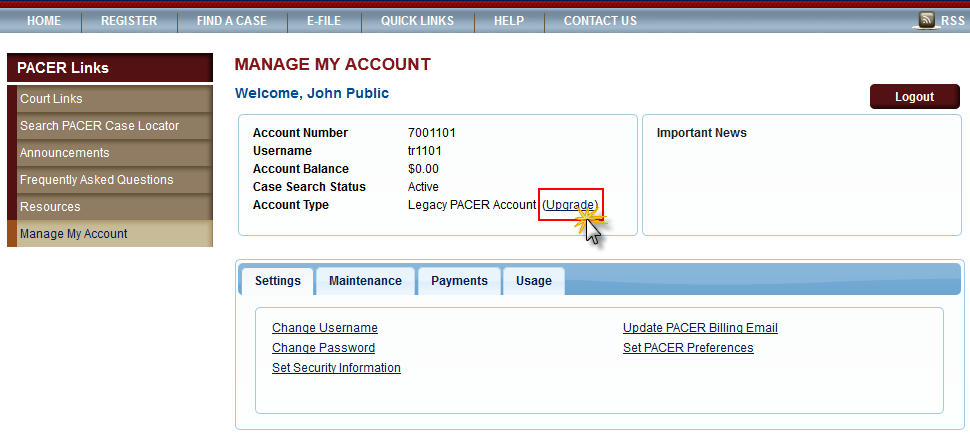 HOME REGISTER FIND A CASE E-FILE QUICK LINKS HELP CONTACT US RSS
PACER Links
Court Links
Search PACER Case Locator
Announcements
Frequently Asked Questions
Resources
Manage My Account
MANAGE MY ACCOUNT
Welcome, John Public
Logout
Account Number 7001101
Username tr1101
Account Balance $0.00
Case Search Status Active
Account Type Legacy PACER Account (Upgrade)
Important News
Settings Maintenance Payments Usage
Change Username
Change Password
Set Security Information
Update PACER Billing Email
Set PACER Preferences